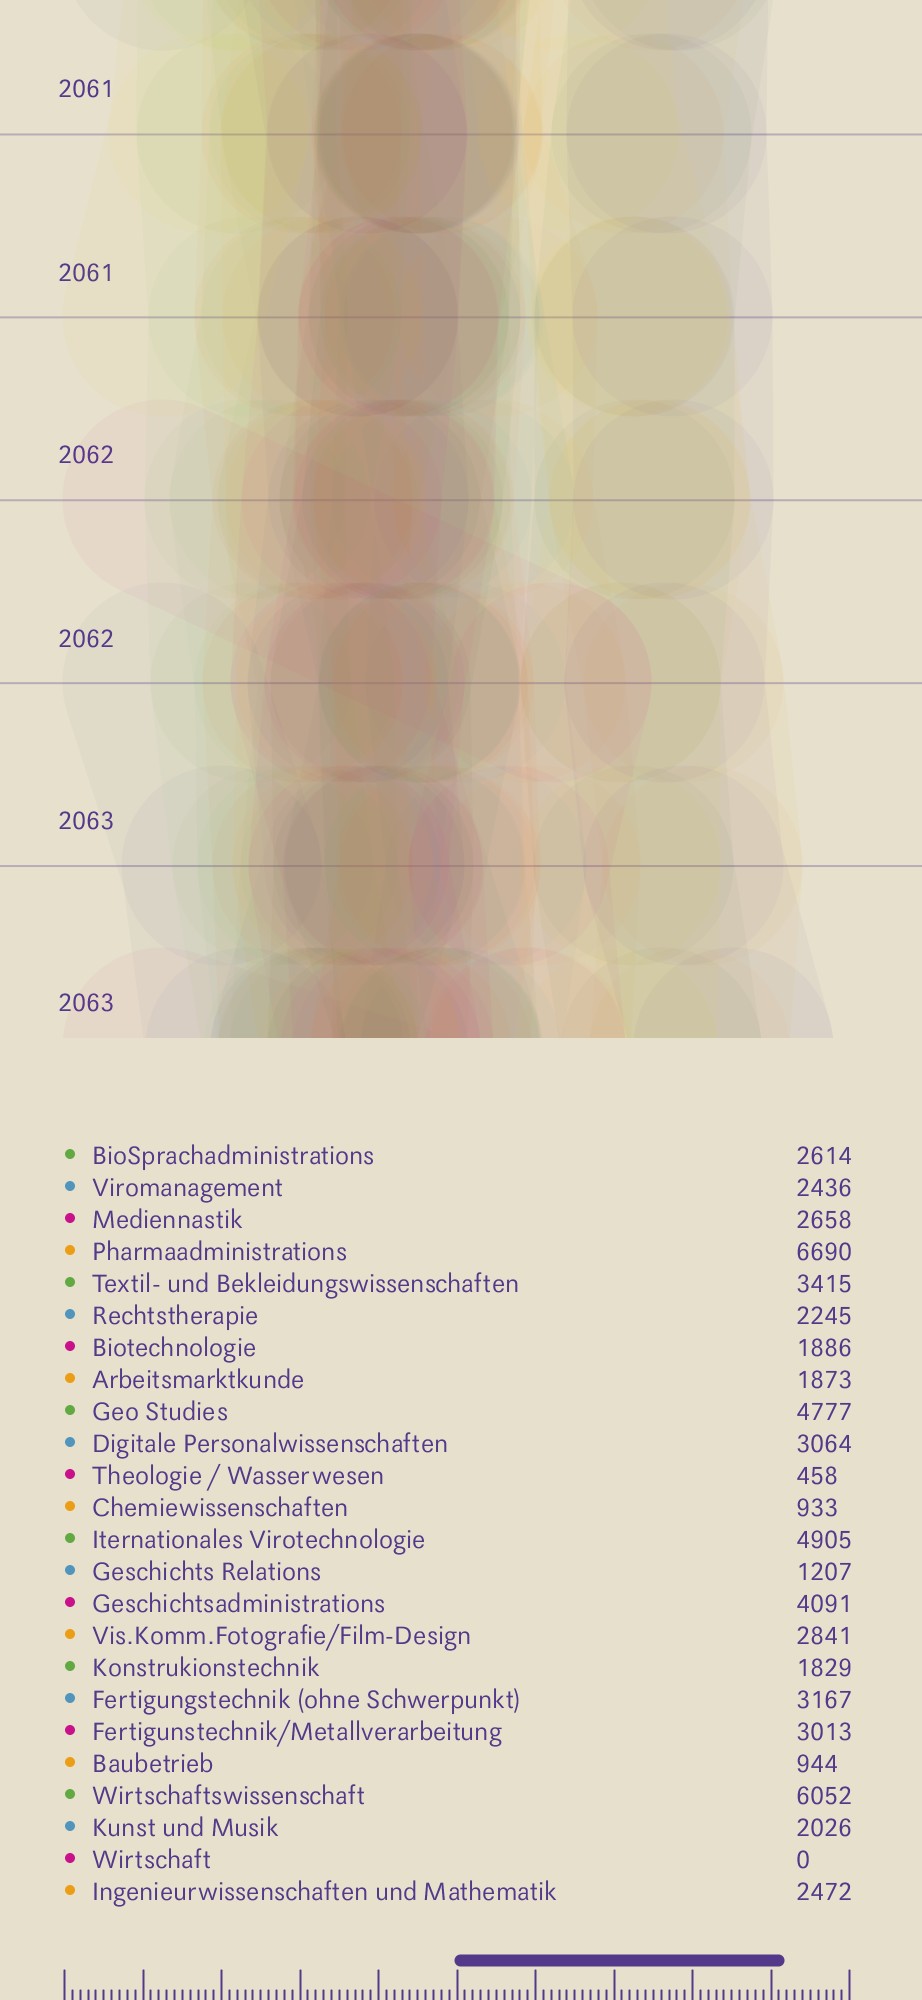 2061
2061
2062
2062
2063
2063
BioSprachadministrations 2614
Viromanagement 2436
Mediennastik 2658
Pharmaadministrations 6690
Textil- und Bekleidungswissenschaften 3415
Rechtstherapie 2245
Biotechnologie 1886
Arbeitsmarktkunde 1873
Geo Studies 4777
Digitale Personalwissenschaften 3064
Theologie / Wasserwesen 458
Chemiewissenschaften 933
Iternationales Virotechnologie 4905
Geschichts Relations 1207
Geschichtsadministrations 4091
Vis.Komm.Fotografie/Film-Design 2841
Konstrukionstechnik 1829
Fertigungstechnik (ohne Schwerpunkt) 3167
Fertigunstechnik/Metallverarbeitung 3013
Baubetrieb 944
Wirtschaftswissenschaft 6052
Kunst und Musik 2026
Wirtschaft 0
Ingenieurwissenschaften und Mathematik 2472